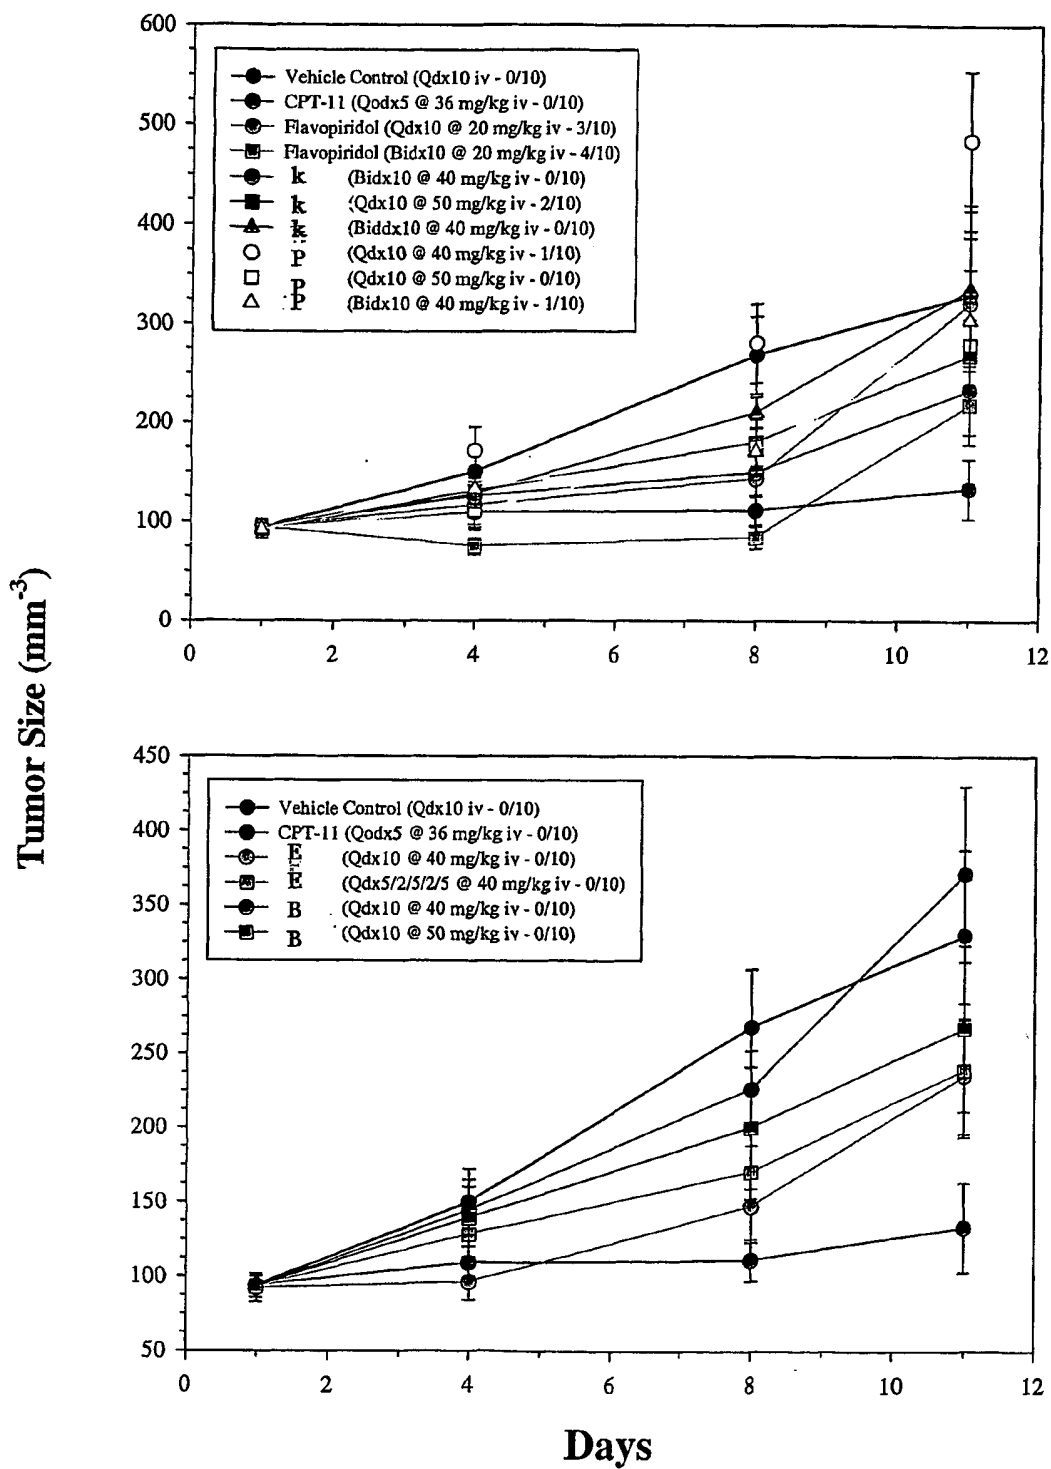 600
500
400
300
200
100
0
Vehicle Control (Qdx10 iv - 0/10)
CPT-11 (Qodx5 @ 36 mg/kg iv - 0/10)
Flavopiridol (Qdx10 @ 20 mg/kg iv - 3/10)
Flavopiridol (Bidx10 @ 20 mg/kg iv - 4/10)
k (Bidx10 @ 40 mg/kg iv - 0/10)
k (Qdx10 @ 50 mg/kg iv - 2/10)
k (Biddx10 @ 40 mg/kg iv - 0/10)
P (Qdx10 @ 40 mg/kg iv - 1/10)
P (Qdx10 @ 50 mg/kg iv - 0/10)
P (Bidx10 @ 40 mg/kg iv - 1/10)
0 2 4 6 8 10 12
Tumor Size (mm-3)
450
400
350
300
250
200
150
100
50
Vehicle Control (Qdx10 iv - 0/10)
CPT-11 (Qodx5 @ 36 mg/kg iv - 0/10)
E (Qdx10 @ 40 mg/kg iv - 0/10)
E (Qdx5/2/5/2/5 @ 40 mg/kg iv - 0/10)
B (Qdx10 @ 40 mg/kg iv - 0/10)
B (Qdx10 @ 50 mg/kg iv - 0/10)
0 2 4 6 8 10 12
Days